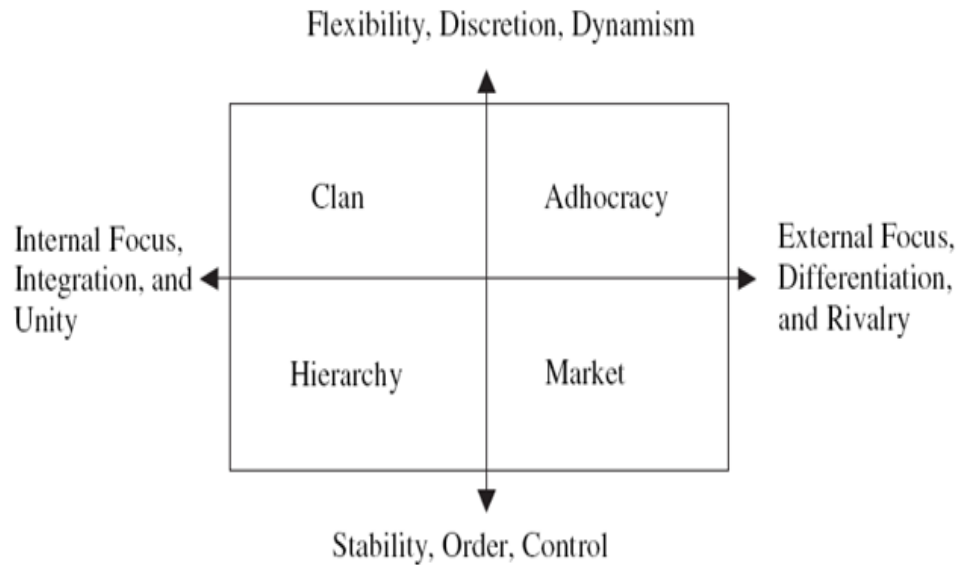 Flexibility, Discretion, Dynamism
Clan
Adhocracy
Internal Focus,
Integration, and
Unity
External Focus,
Differentiation,
and Rivalry
Hierarchy
Market
Stability, Order, Control